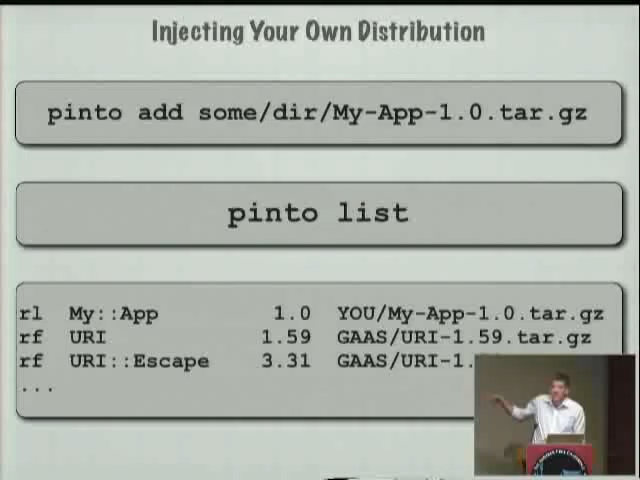 Injecting Your Own Distribution
pinto add some/dir/My-App-1.0.tar.gz
pinto list
rl My::App 1.0 YOU/My-App-1.0.tar.gz
rf URI 1.59 GAAS/URI-1.59.tar.gz
rf URI::Escape 3.31 GAAS/URI-1.
...